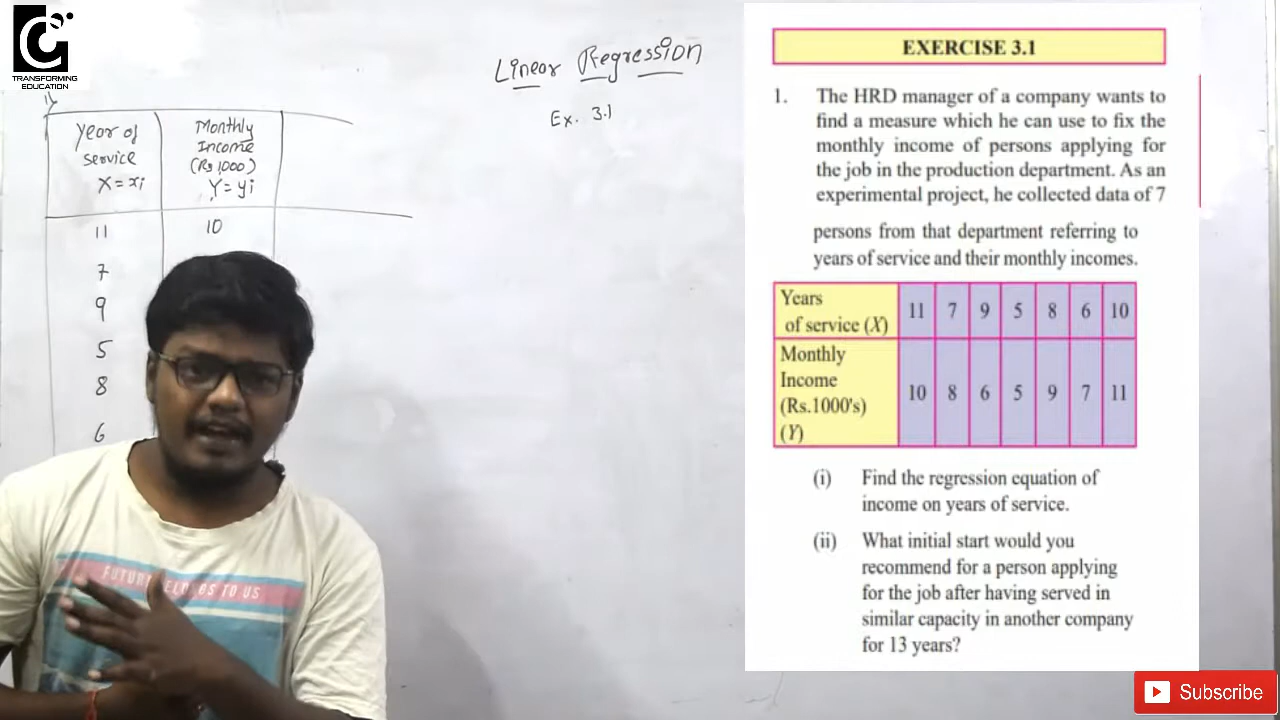 TRANSFORMING
EDUCATION
Linear Regression
Ex. 3.1
Year of
service
X = xi
Monthly
Income
(Rs 1000)
Y = yi
11 10
7
9
5
8
6
EXERCISE 3.1
1. The HRD manager of a company wants to
find a measure which he can use to fix the
monthly income of persons applying for
the job in the production department. As an
experimental project, he collected data of 7
persons from that department referring to
years of service and their monthly incomes.
Years
of service (X) 11 7 9 5 8 6 10
Monthly
Income
(Rs.1000's)
(Y) 10 8 6 5 9 7 11
(i) Find the regression equation of
income on years of service.
(ii) What initial start would you
recommend for a person applying
for the job after having served in
similar capacity in another company
for 13 years?
Subscribe